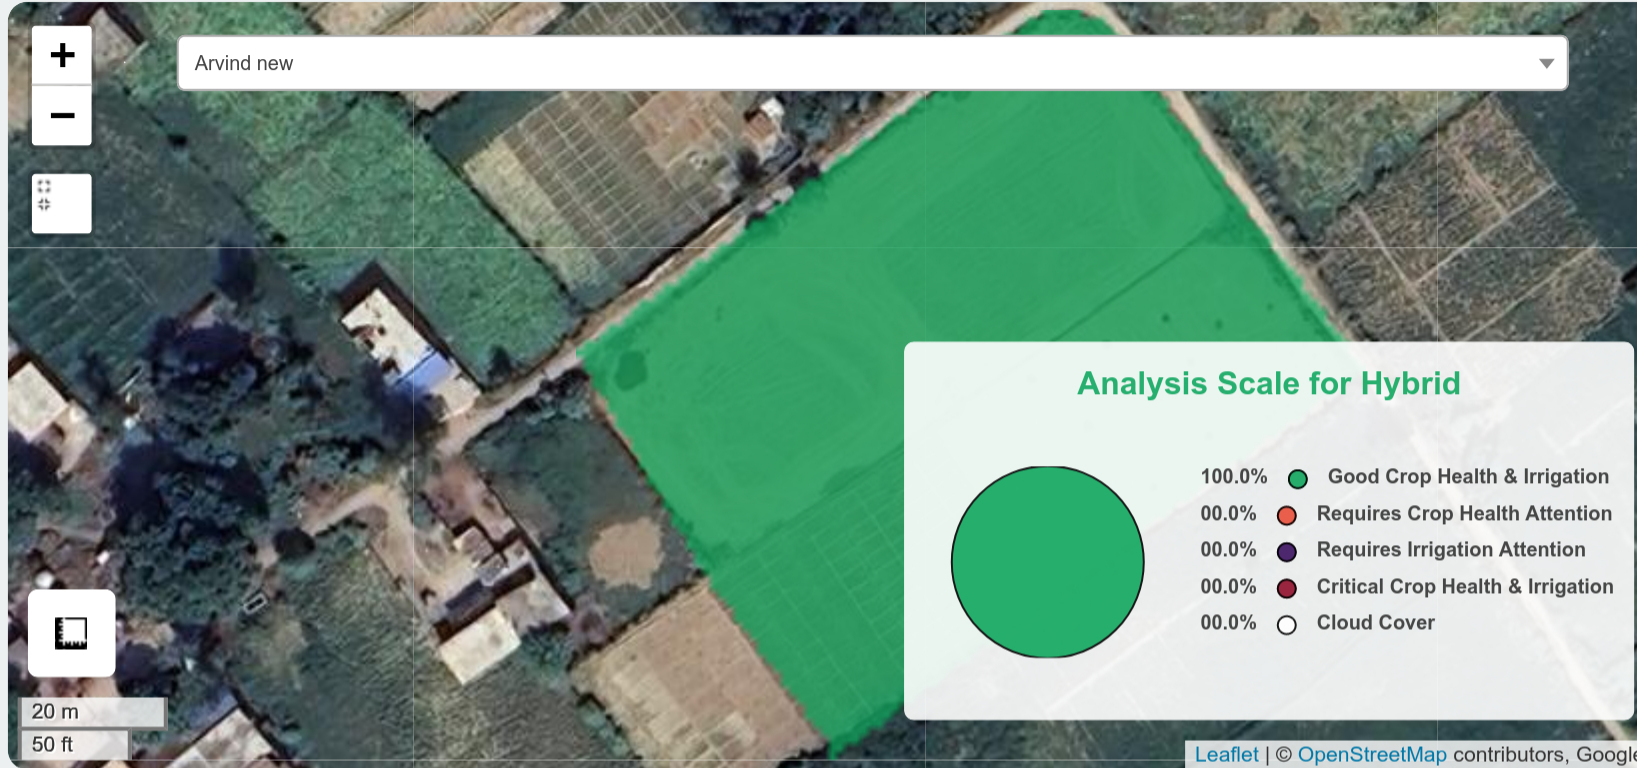 +
Arvind new
−
Analysis Scale for Hybrid
100.0% Good Crop Health & Irrigation
00.0% Requires Crop Health Attention
00.0% Requires Irrigation Attention
00.0% Critical Crop Health & Irrigation
00.0% Cloud Cover
20 m
50 ft
Leaflet | © OpenStreetMap contributors, Google